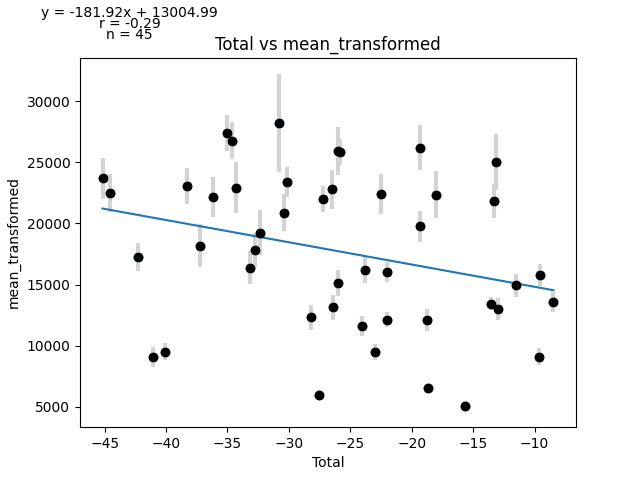 y = -181.92x + 13004.99
r = -0.29
n = 45
Total vs mean_transformed
30000
25000
20000
15000
10000
5000
mean_transformed
−45 −40 −35 −30 −25 −20 −15 −10
Total